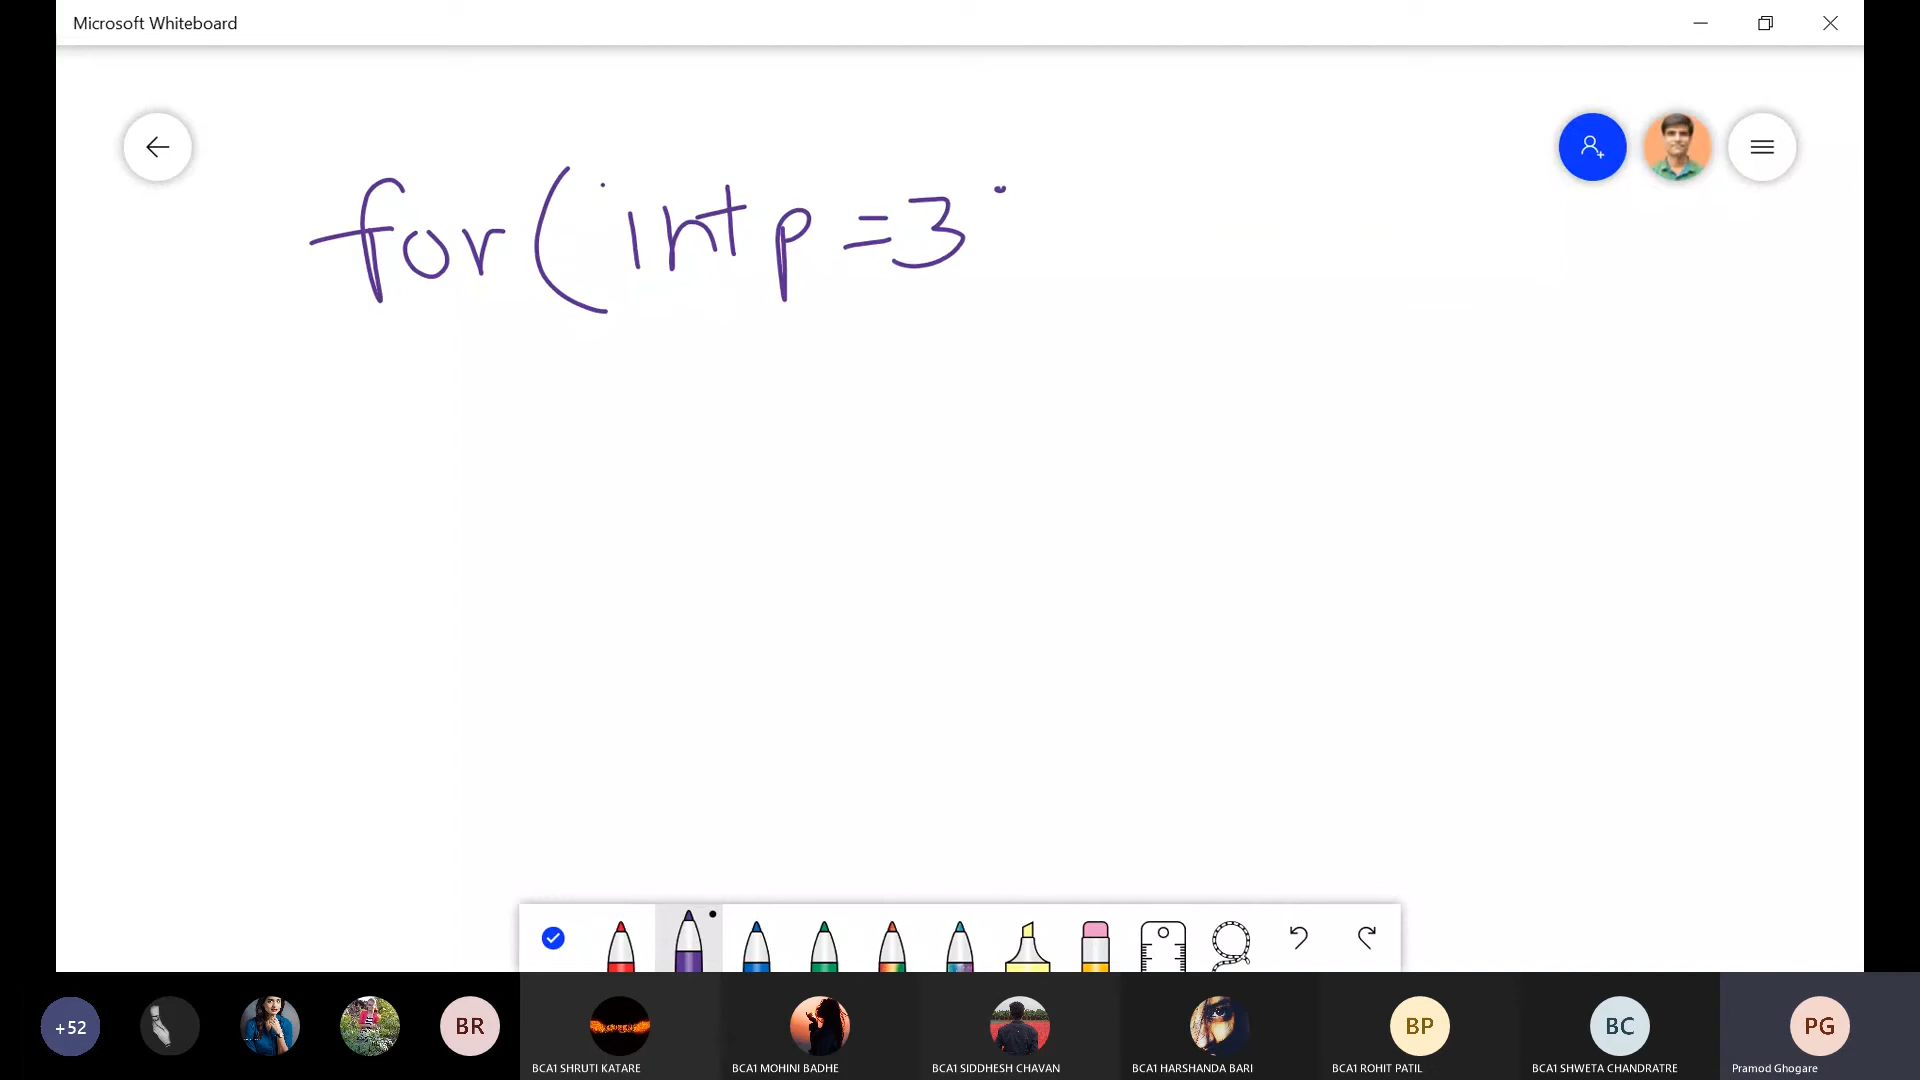 Microsoft Whiteboard
for(int p=3
+52
BR
BP
BC
PG
BCA1 SHRUTI KATARE
BCA1 MOHINI BADHE
BCA1 SIDDHESH CHAVAN
BCA1 HARSHANDA BARI
BCA1 ROHIT PATIL
BCA1 SHWETA CHANDRATRE
Pramod Ghogare